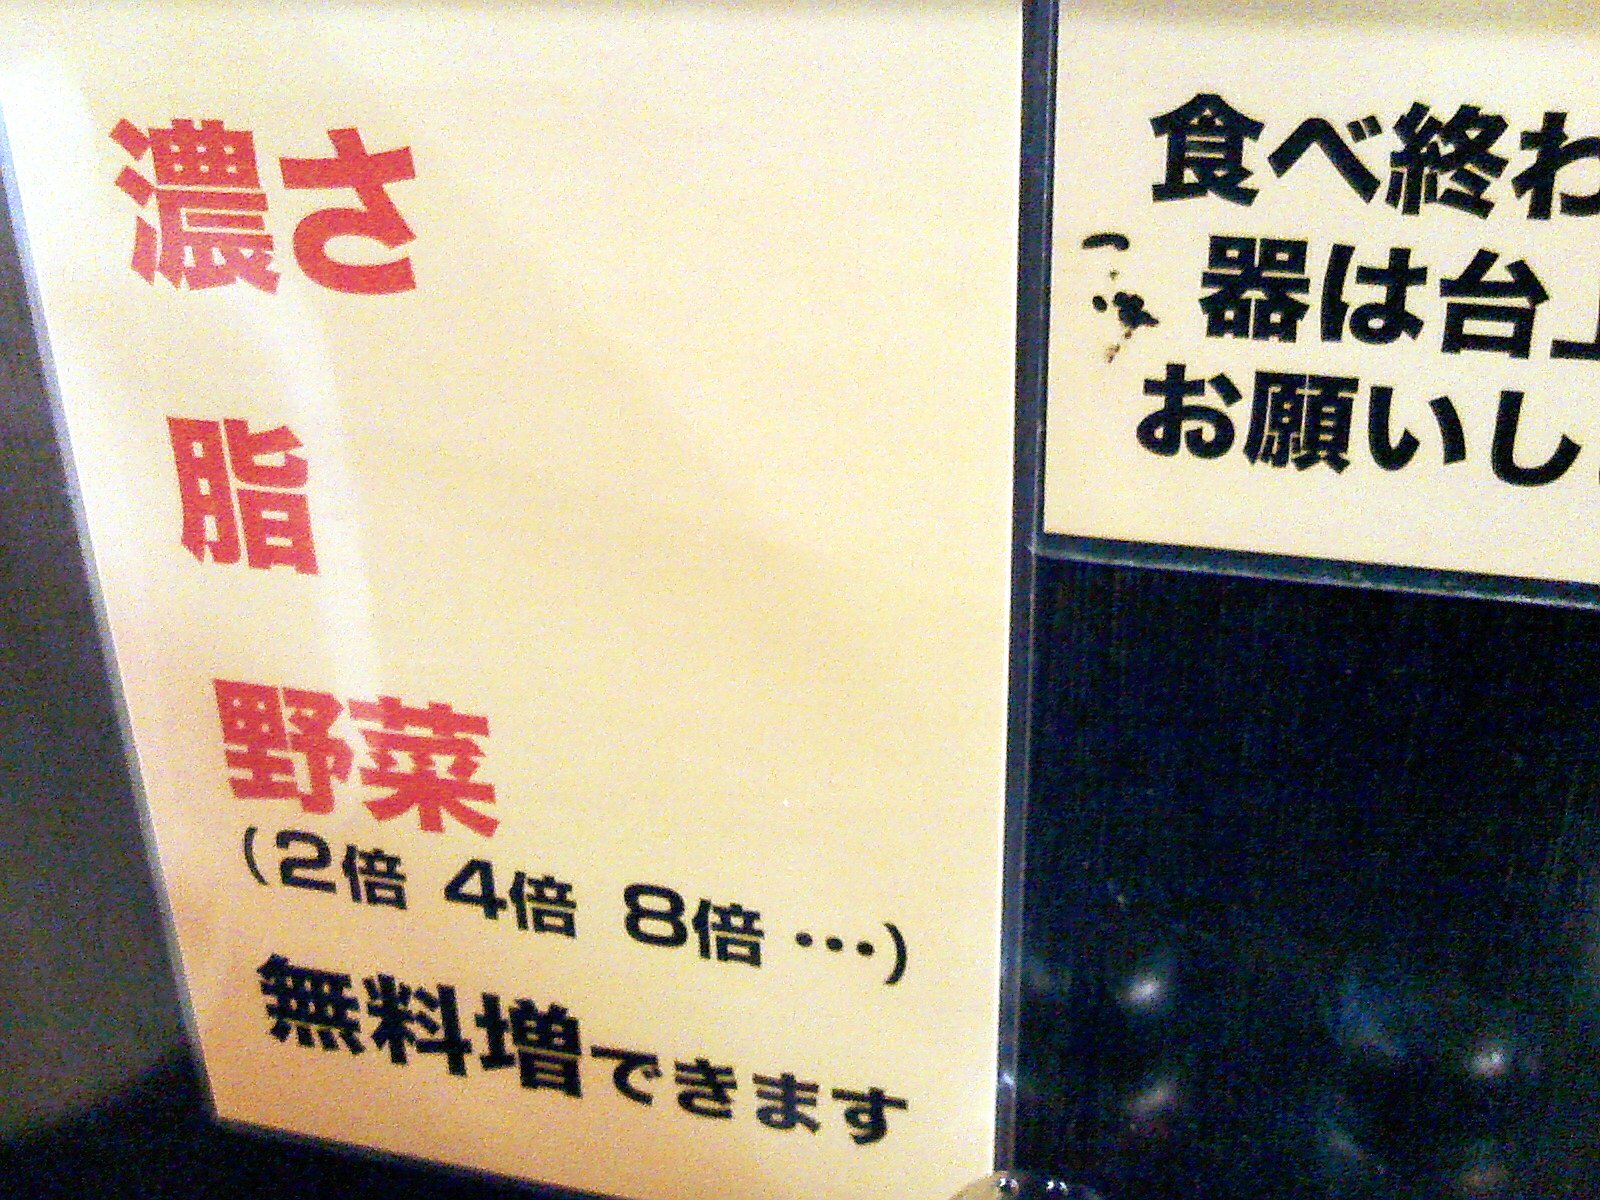 濃さ
脂
野菜
(2倍 4倍 8倍 …)
無料増できます
食べ終わ
器は台上
お願いし